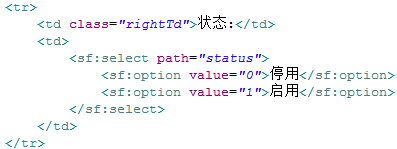 <tr>
<td class="rightTd">状态:</td>
<td>
<sf:select path="status">
<sf:option value="0">停用</sf:option>
<sf:option value="1">启用</sf:option>
</sf:select>
</td>
</tr>